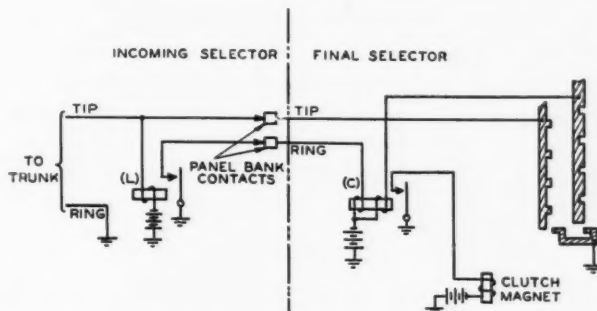 INCOMING SELECTOR
FINAL SELECTOR
TIP
TIP
RING
TO
TRUNK
PANEL BANK
CONTACTS
(L)
(C)
RING
CLUTCH
MAGNET